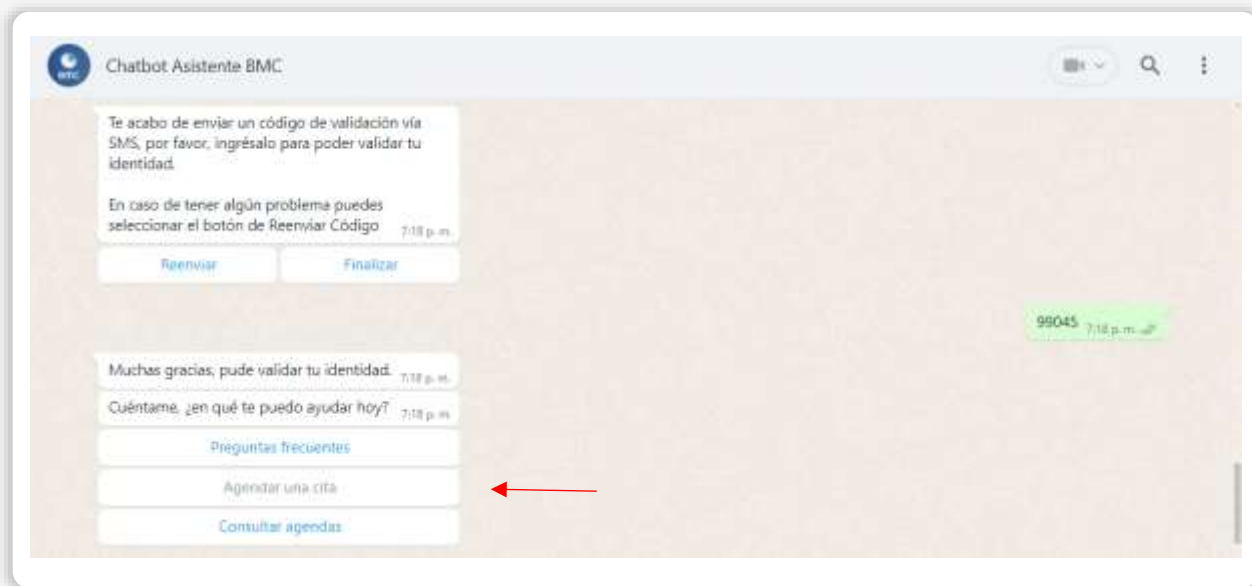 BMC
Chatbot Asistente BMC
Te acabo de enviar un código de validación vía
SMS, por favor, ingrésalo para poder validar tu
identidad.
En caso de tener algún problema puedes
seleccionar el botón de Reenviar Código 7:18 p. m.
Reenviar Finalizar
99045 7:18 p. m.
Muchas gracias, pude validar tu identidad. 7:18 p. m.
Cuéntame, ¿en qué te puedo ayudar hoy? 7:18 p. m.
Preguntas frecuentes
Agendar una cita
Consultar agendas